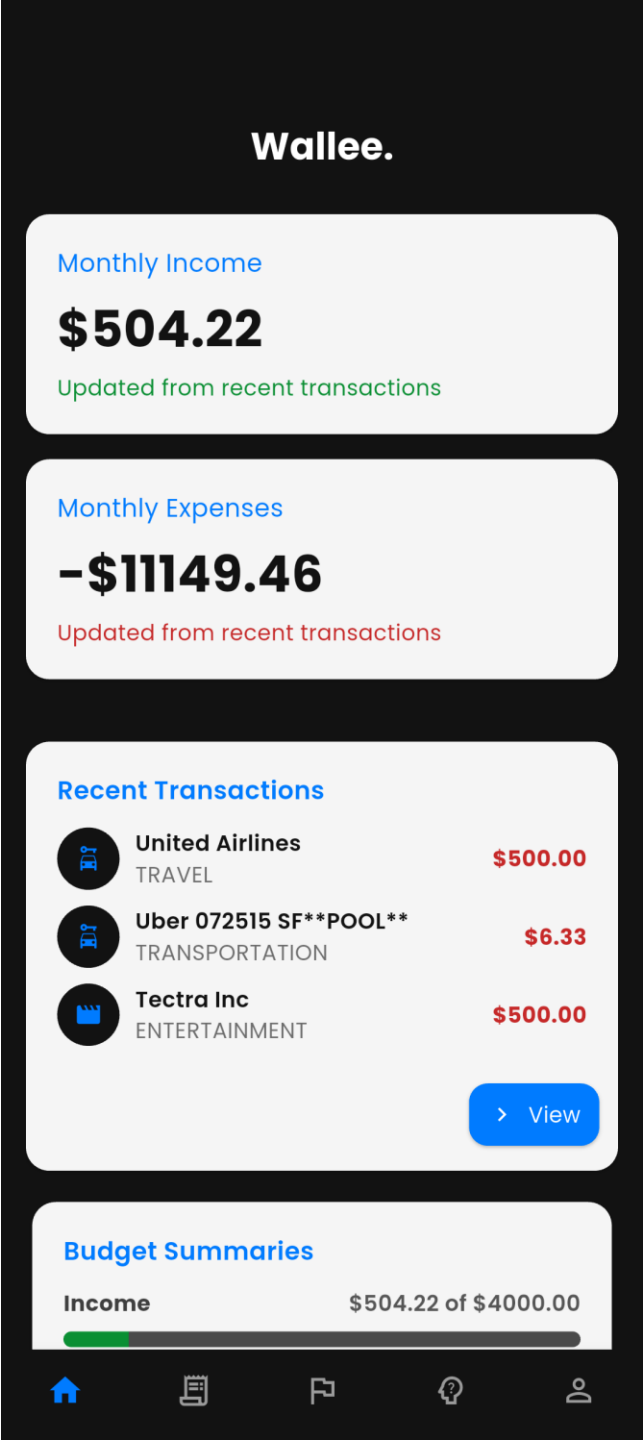 Wallee.
Monthly Income
$504.22
Updated from recent transactions
Monthly Expenses
-$11149.46
Updated from recent transactions
Recent Transactions
United Airlines
TRAVEL
$500.00
Uber 072515 SF**POOL**
TRANSPORTATION
$6.33
Tectra Inc
ENTERTAINMENT
$500.00
View
Budget Summaries
Income $504.22 of $4000.00